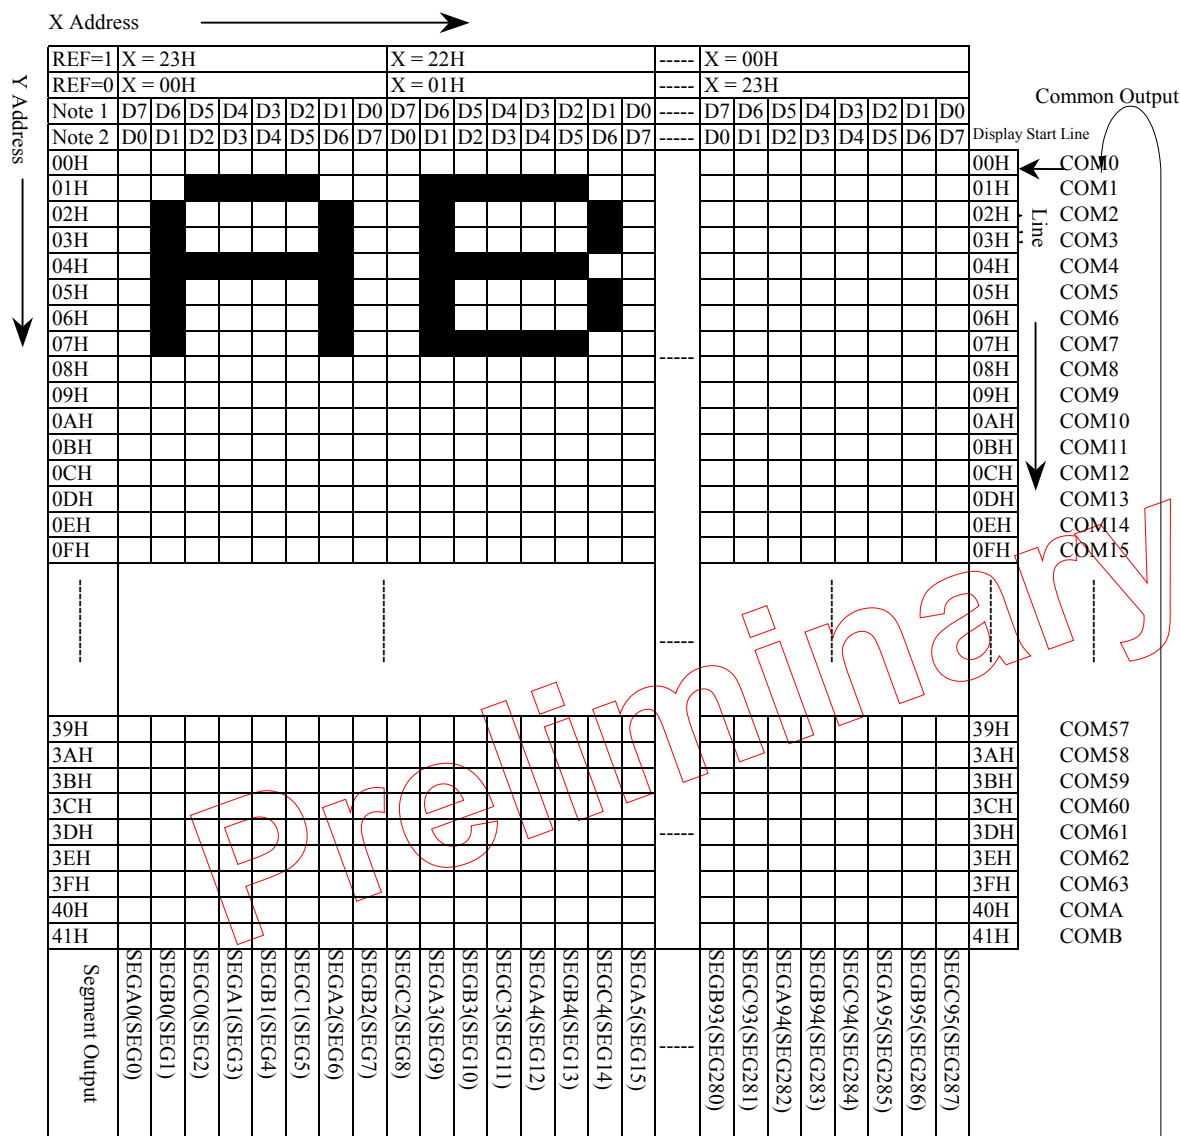 X Address
REF=1 X = 23H X = 22H ----- X = 00H
REF=0 X = 00H X = 01H ----- X = 23H
Note 1 D7 D6 D5 D4 D3 D2 D1 D0 D7 D6 D5 D4 D3 D2 D1 D0 ----- D7 D6 D5 D4 D3 D2 D1 D0
Note 2 D0 D1 D2 D3 D4 D5 D6 D7 D0 D1 D2 D3 D4 D5 D6 D7 ----- D0 D1 D2 D3 D4 D5 D6 D7
Y Address
Common Output
Display Start Line
00H 00H COM0
01H 01H COM1
02H 02H COM2
03H 03H COM3
Line
04H 04H COM4
05H 05H COM5
06H 06H COM6
07H 07H COM7
08H ----- 08H COM8
09H 09H COM9
0AH 0AH COM10
0BH 0BH COM11
0CH 0CH COM12
0DH 0DH COM13
0EH 0EH COM14
0FH 0FH COM15
-----
39H 39H COM57
3AH 3AH COM58
3BH 3BH COM59
3CH 3CH COM60
3DH ----- 3DH COM61
3EH 3EH COM62
3FH 3FH COM63
40H 40H COMA
41H 41H COMB
Segment Output
SEGA0(SEG0)
SEGB0(SEG1)
SEGC0(SEG2)
SEGA1(SEG3)
SEGB1(SEG4)
SEGC1(SEG5)
SEGA2(SEG6)
SEGB2(SEG7)
SEGC2(SEG8)
SEGA3(SEG9)
SEGB3(SEG10)
SEGC3(SEG11)
SEGA4(SEG12)
SEGB4(SEG13)
SEGC4(SEG14)
SEGA5(SEG15)
-----
SEGB93(SEG280)
SEGC93(SEG281)
SEGA94(SEG282)
SEGB94(SEG283)
SEGC94(SEG284)
SEGA95(SEG285)
SEGB95(SEG286)
SEGC95(SEG287)
Preliminary